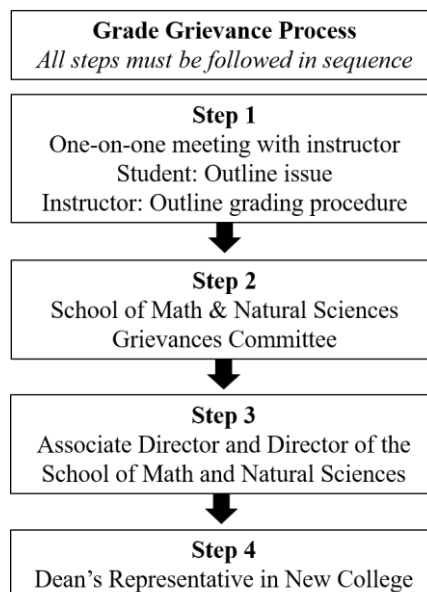 Grade Grievance Process
All steps must be followed in sequence
Step 1
One-on-one meeting with instructor
Student: Outline issue
Instructor: Outline grading procedure
Step 2
School of Math & Natural Sciences
Grievances Committee
Step 3
Associate Director and Director of the
School of Math and Natural Sciences
Step 4
Dean’s Representative in New College